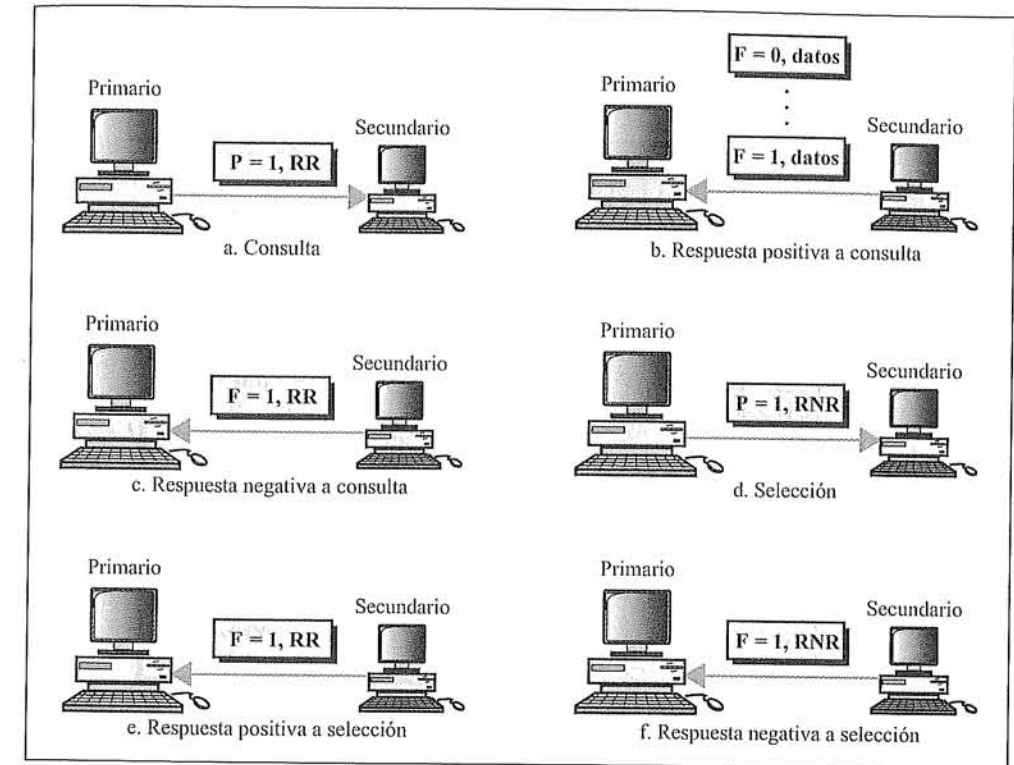 Primario
Secundario
P = 1, RR
a. Consulta
F = 0, datos
Primario
Secundario
F = 1, datos
b. Respuesta positiva a consulta
Primario
Secundario
F = 1, RR
c. Respuesta negativa a consulta
Primario
Secundario
P = 1, RNR
d. Selección
Primario
Secundario
F = 1, RR
e. Respuesta positiva a selección
Primario
Secundario
F = 1, RNR
f. Respuesta negativa a selección